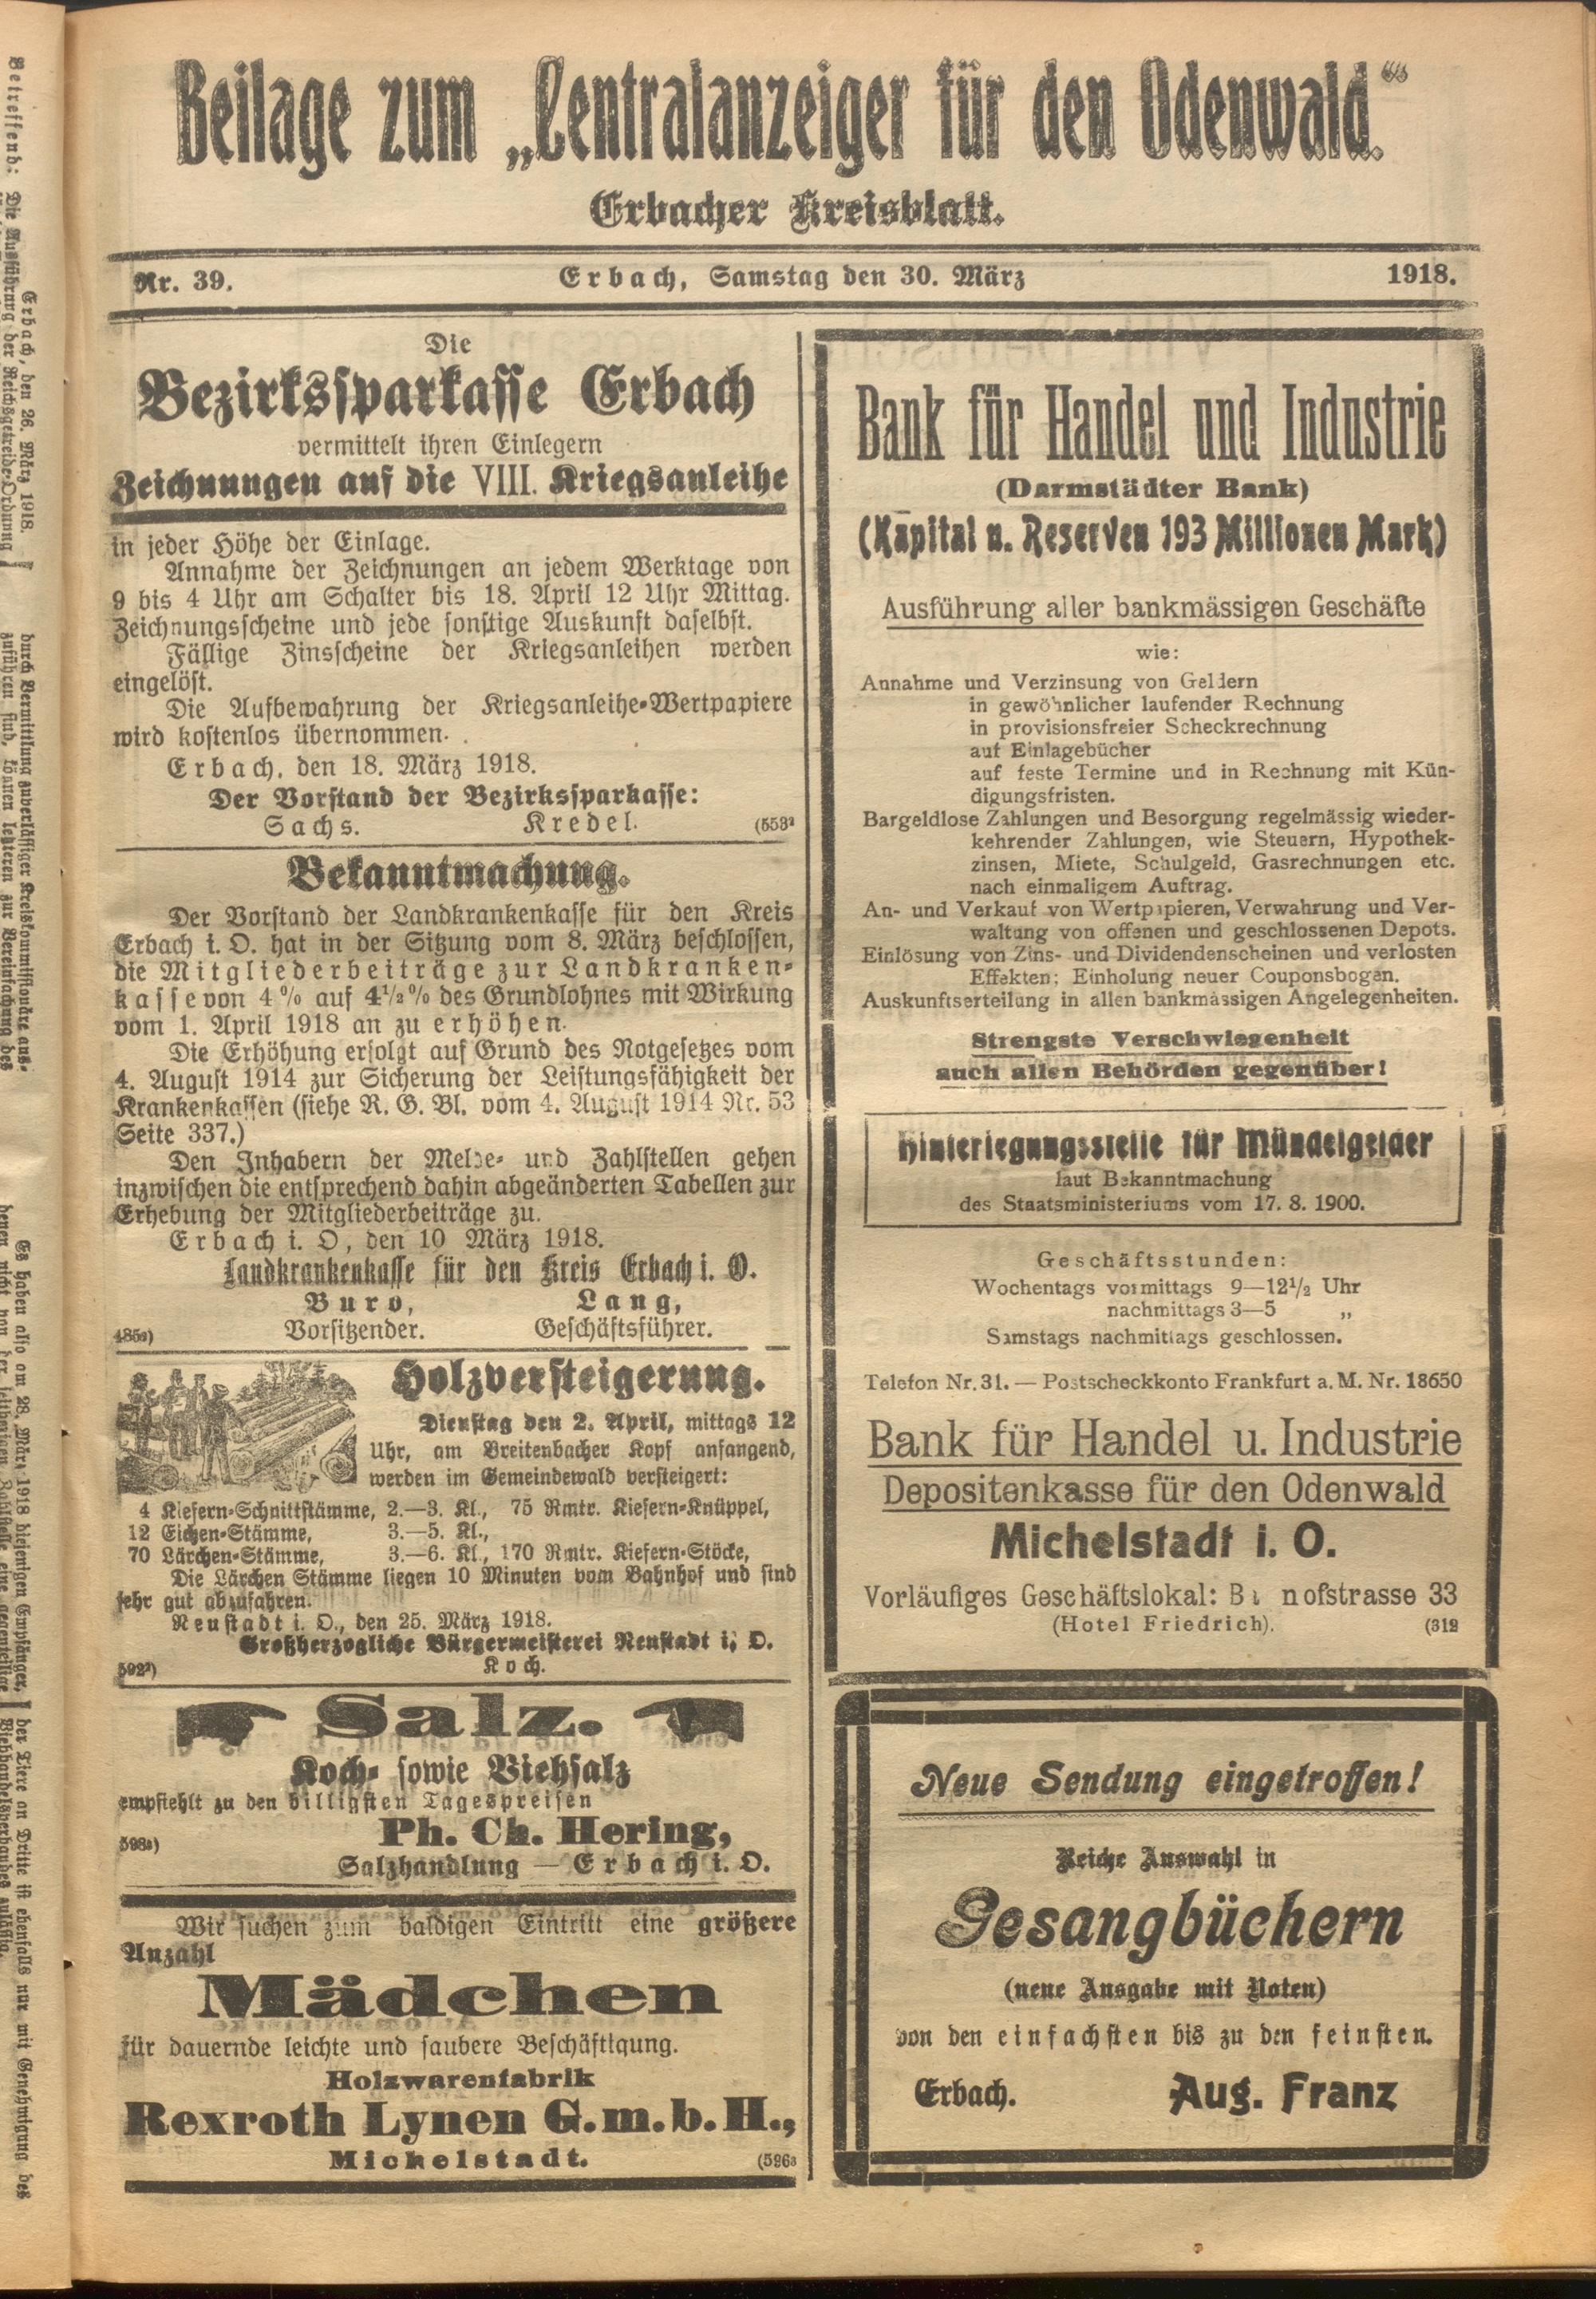 Beilage zum „Centralanzeiger für den Odenwald.“
Erbacher Kreisblatt.
Nr. 39.
Erbach, Samstag den 30. März
1918.
Die
Bezirkssparkasse Erbach
vermittelt ihren Einlegern
Zeichnungen auf die VIII. Kriegsanleihe
in jeder Höhe der Einlage.
Annahme der Zeichnungen an jedem Werktage von
9 bis 4 Uhr am Schalter bis 18. April 12 Uhr Mittag.
Zeichnungsscheine und jede sonstige Auskunft daselbst.
Fällige Zinsscheine der Kriegsanleihen werden
eingelöst.
Die Aufbewahrung der Kriegsanleihe-Wertpapiere
wird kostenlos übernommen.
Erbach, den 18. März 1918.
Der Vorstand der Bezirkssparkasse:
Sachs. Kredel. (553²
Bekanntmachung.
Der Vorstand der Landkrankenkasse für den Kreis
Erbach i. O. hat in der Sitzung vom 8. März beschlossen,
die Mitgliederbeiträge zur Landkranken-
kasse von 4 % auf 4½ % des Grundlohnes mit Wirkung
vom 1. April 1918 an zu erhöhen.
Die Erhöhung erfolgt auf Grund des Notgesetzes vom
4. August 1914 zur Sicherung der Leistungsfähigkeit der
Krankenkassen (siehe R. G. Bl. vom 4. August 1914 Nr. 53
Seite 337.)
Den Inhabern der Melde- und Zahlstellen gehen
inzwischen die entsprechend dahin abgeänderten Tabellen zur
Erhebung der Mitgliederbeiträge zu.
Erbach i. O, den 10 März 1918.
Landkrankenkasse für den Kreis Erbach i. O.
Buro, Lang,
485³) Vorsitzender. Geschäftsführer.
Holzversteigerung.
Dienstag den 2. April, mittags 12
Uhr, am Breitenbacher Kopf anfangend,
werden im Gemeindewald versteigert:
4 Kiefern-Schnittstämme, 2.—3. Kl., 75 Rmtr. Kiefern-Knüppel,
12 Eichen-Stämme, 3.—5. Kl.,
70 Lärchen-Stämme, 3.—6. Kl., 170 Rmtr. Kiefern-Stöcke,
Die Lärchen Stämme liegen 10 Minuten vom Bahnhof und sind
sehr gut abzufahren.
Neustadt i. O., den 25. März 1918.
Großherzogliche Bürgermeisterei Neustadt i. O.
592²) Koch.
Salz.
Koch- sowie Viehsalz
empfiehlt zu den billigsten Tagespreisen
Ph. Ch. Hering,
598³)
Salzhandlung — Erbach i. O.
Wir suchen zum baldigen Eintritt eine größere
Anzahl
Mädchen
für dauernde leichte und saubere Beschäftigung.
Holzwarenfabrik
Rexroth Lynen G.m.b.H.,
Michelstadt. (596³
Bank für Handel und Industrie
(Darmstädter Bank)
(Kapital u. Reserven 193 Millionen Mark)
Ausführung aller bankmässigen Geschäfte
wie:
Annahme und Verzinsung von Geldern
in gewöhnlicher laufender Rechnung
in provisionsfreier Scheckrechnung
auf Einlagebücher
auf feste Termine und in Rechnung mit Kün-
digungsfristen.
Bargeldlose Zahlungen und Besorgung regelmässig wieder-
kehrender Zahlungen, wie Steuern, Hypothek-
zinsen, Miete, Schulgeld, Gasrechnungen etc.
nach einmaligem Auftrag.
An- und Verkauf von Wertpapieren, Verwahrung und Ver-
waltung von offenen und geschlossenen Depots.
Einlösung von Zins- und Dividendenscheinen und verlosten
Effekten; Einholung neuer Couponsbogen.
Auskunftserteilung in allen bankmässigen Angelegenheiten.
Strengste Verschwiegenheit
auch allen Behörden gegenüber!
Hinterlegungsstelle für Mündelgelder
laut Bekanntmachung
des Staatsministeriums vom 17. 8. 1900.
Geschäftsstunden:
Wochentags vormittags 9—12½ Uhr
nachmittags 3—5 „
Samstags nachmittags geschlossen.
Telefon Nr. 31. — Postscheckkonto Frankfurt a. M. Nr. 18650
Bank für Handel u. Industrie
Depositenkasse für den Odenwald
Michelstadt i. O.
Vorläufiges Geschäftslokal: B nofstrasse 33
(Hotel Friedrich). (312
Neue Sendung eingetroffen!
Reiche Auswahl in
Gesangbüchern
(neue Ausgabe mit Noten)
von den einfachsten bis zu den feinsten.
Erbach. Aug. Franz